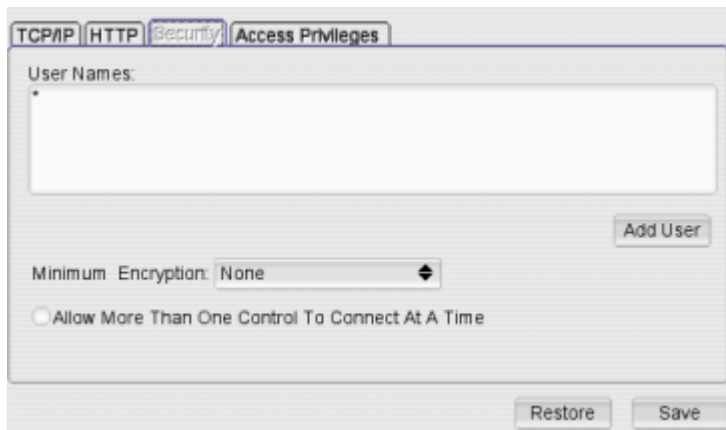 TCP/IP HTTP Security Access Privileges
User Names:
*
Add User
Minimum Encryption: None
Allow More Than One Control To Connect At A Time
Restore Save